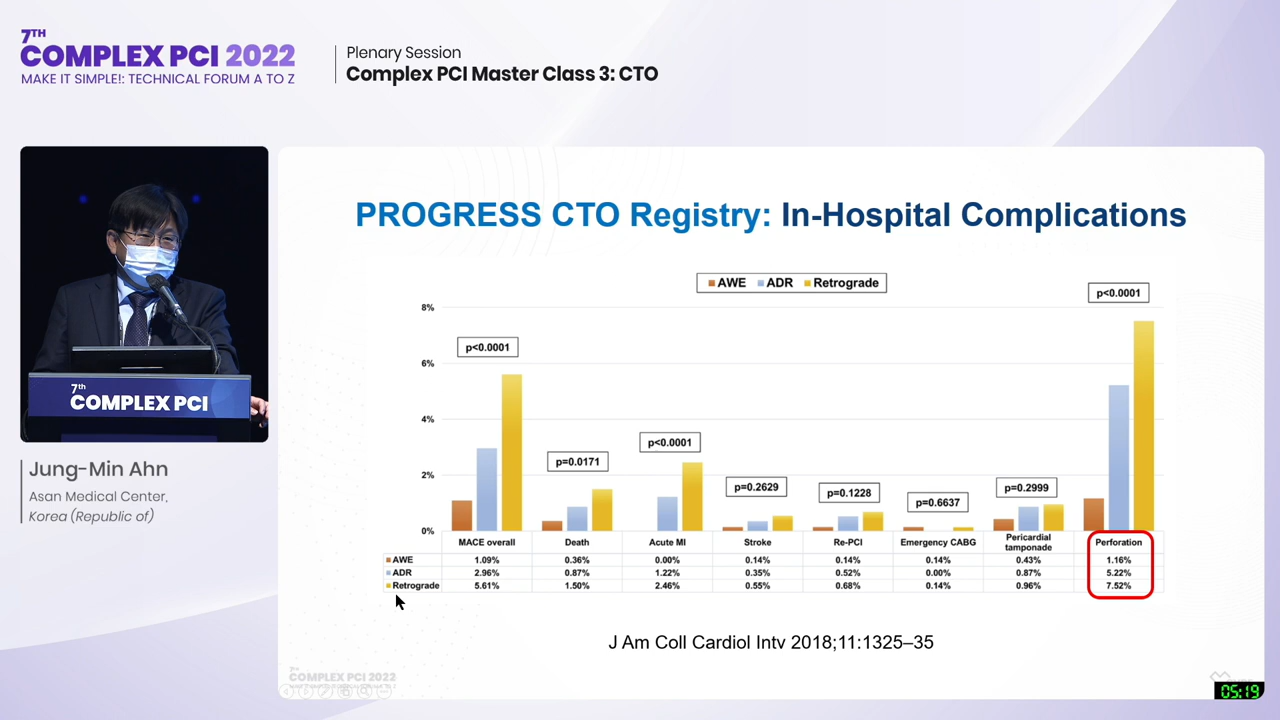 7TH
COMPLEX PCI 2022
MAKE IT SIMPLE!: TECHNICAL FORUM A TO Z
Plenary Session
Complex PCI Master Class 3: CTO
7th
COMPLEX PCI
Jung-Min Ahn
Asan Medical Center,
Korea (Republic of)
PROGRESS CTO Registry: In-Hospital Complications
AWE ADR Retrograde
8%
6%
4%
2%
0%
p<0.0001
p=0.0171
p<0.0001
p=0.2629
p=0.1228
p=0.6637
p=0.2999
p<0.0001
MACE overall Death Acute MI Stroke Re-PCI Emergency CABG Pericardial tamponade Perforation
AWE 1.09% 0.36% 0.00% 0.14% 0.14% 0.14% 0.43% 1.16%
ADR 2.96% 0.87% 1.22% 0.35% 0.52% 0.00% 0.87% 5.22%
Retrograde 5.61% 1.50% 2.46% 0.55% 0.68% 0.14% 0.96% 7.52%
J Am Coll Cardiol Intv 2018;11:1325–35
7TH
COMPLEX PCI 2022
05:19